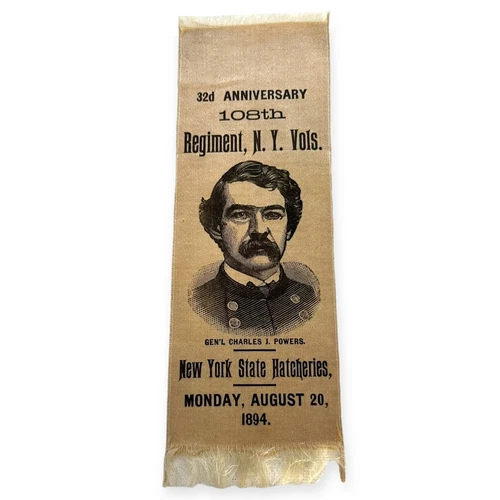 32d ANNIVERSARY
108th
Regiment, N. Y. Vols.
GEN'L CHARLES J. POWERS.
New York State Hatcheries,
MONDAY, AUGUST 20,
1894.